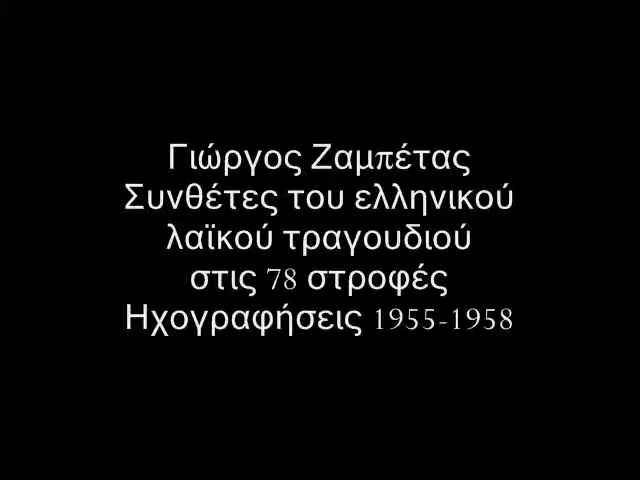 Γιώργος Ζαμπέτας
Συνθέτες του ελληνικού
λαϊκού τραγουδιού
στις 78 στροφές
Ηχογραφήσεις 1955-1958